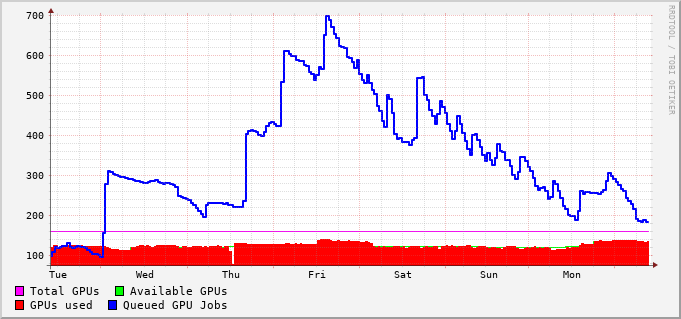 700
600
500
400
300
200
100
Tue Wed Thu Fri Sat Sun Mon
Total GPUs Available GPUs
GPUs used Queued GPU Jobs
RRDTOOL / TOBI OETIKER